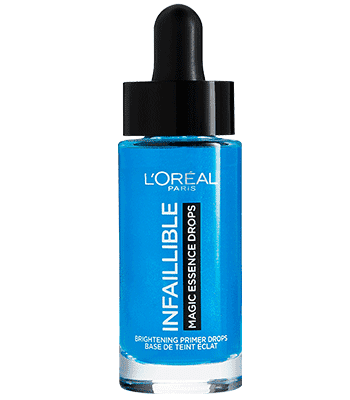 L'ORÉAL
PARIS
INFAILLIBLE
MAGIC ESSENCE DROPS
BRIGHTENING PRIMER DROPS
BASE DE TEINT ÉCLAT